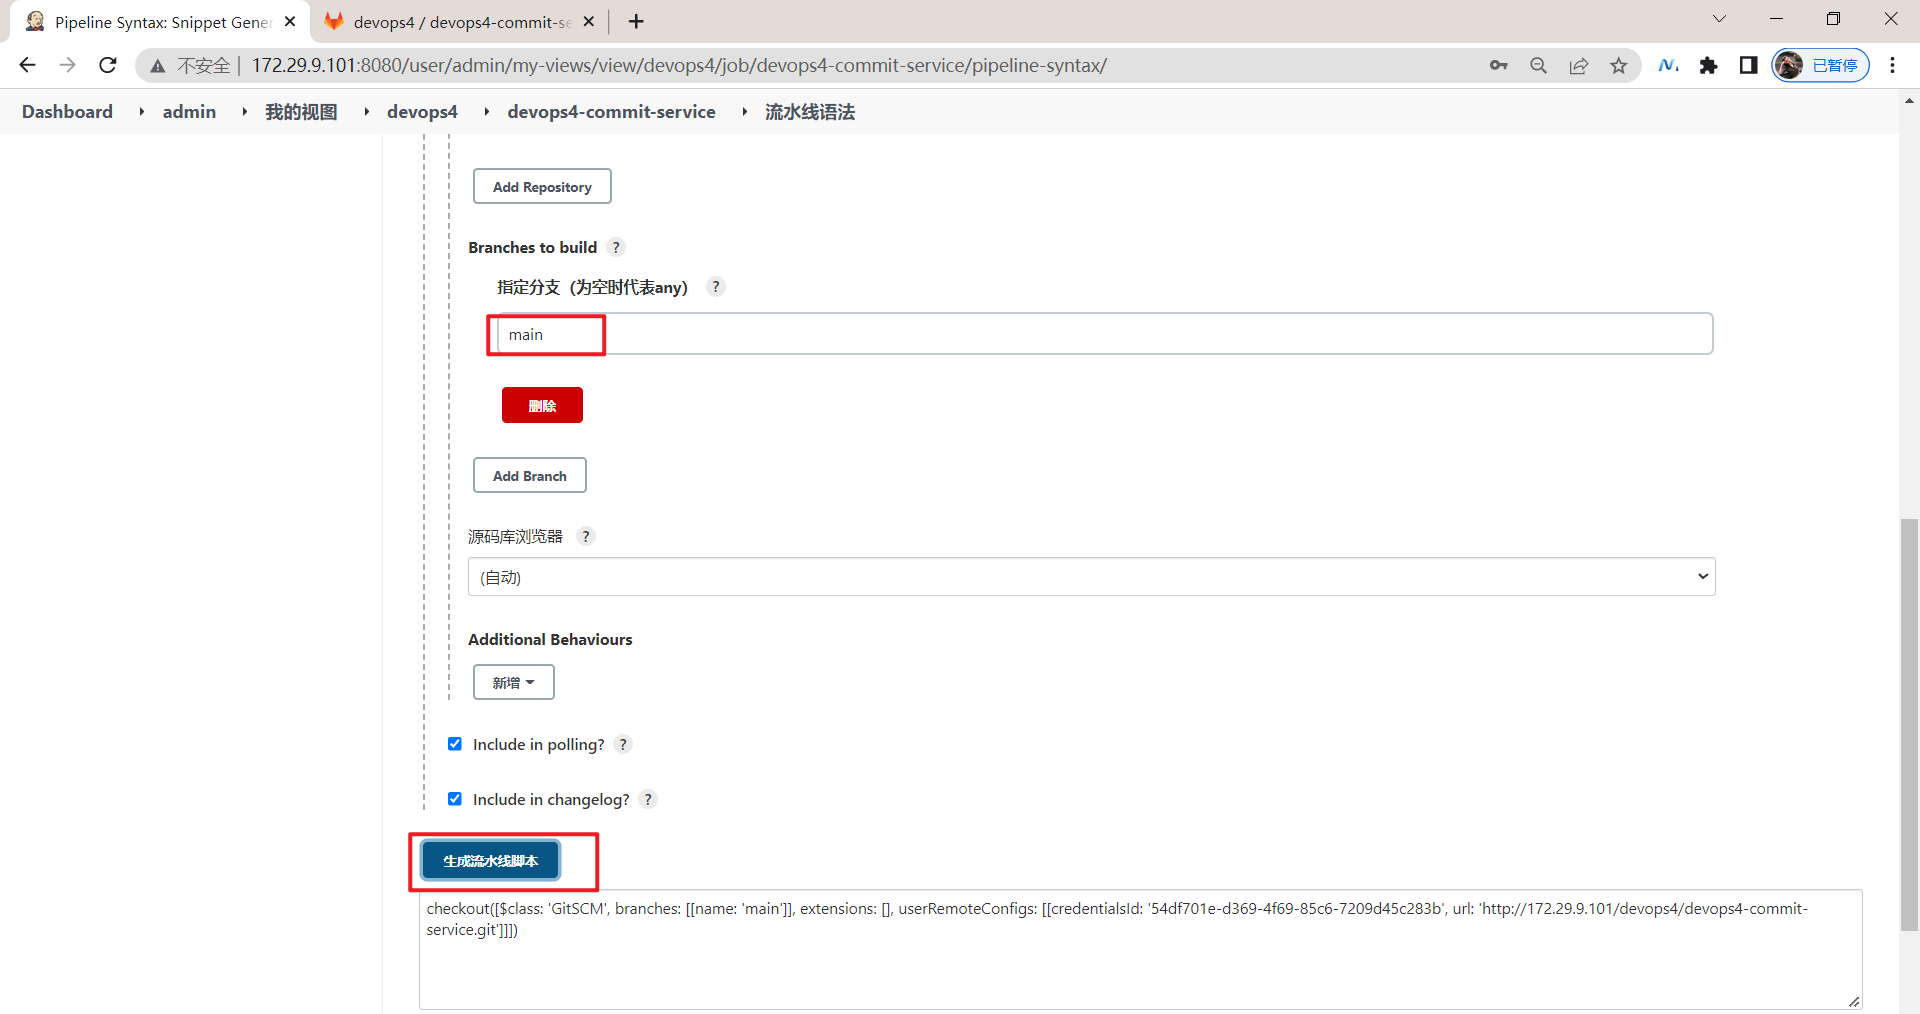 Pipeline Syntax: Snippet Gener
devops4 / devops4-commit-se
不安全 | 172.29.9.101:8080/user/admin/my-views/view/devops4/job/devops4-commit-service/pipeline-syntax/
已暂停
Dashboard admin 我的视图 devops4 devops4-commit-service 流水线语法
Add Repository
Branches to build ?
指定分支（为空时代表any） ?
main
删除
Add Branch
源码库浏览器 ?
(自动)
Additional Behaviours
新增
Include in polling? ?
Include in changelog? ?
生成流水线脚本
checkout([$class: 'GitSCM', branches: [[name: 'main']], extensions: [], userRemoteConfigs: [[credentialsId: '54df701e-d369-4f69-85c6-7209d45c283b', url: 'http://172.29.9.101/devops4/devops4-commit-
service.git']]])